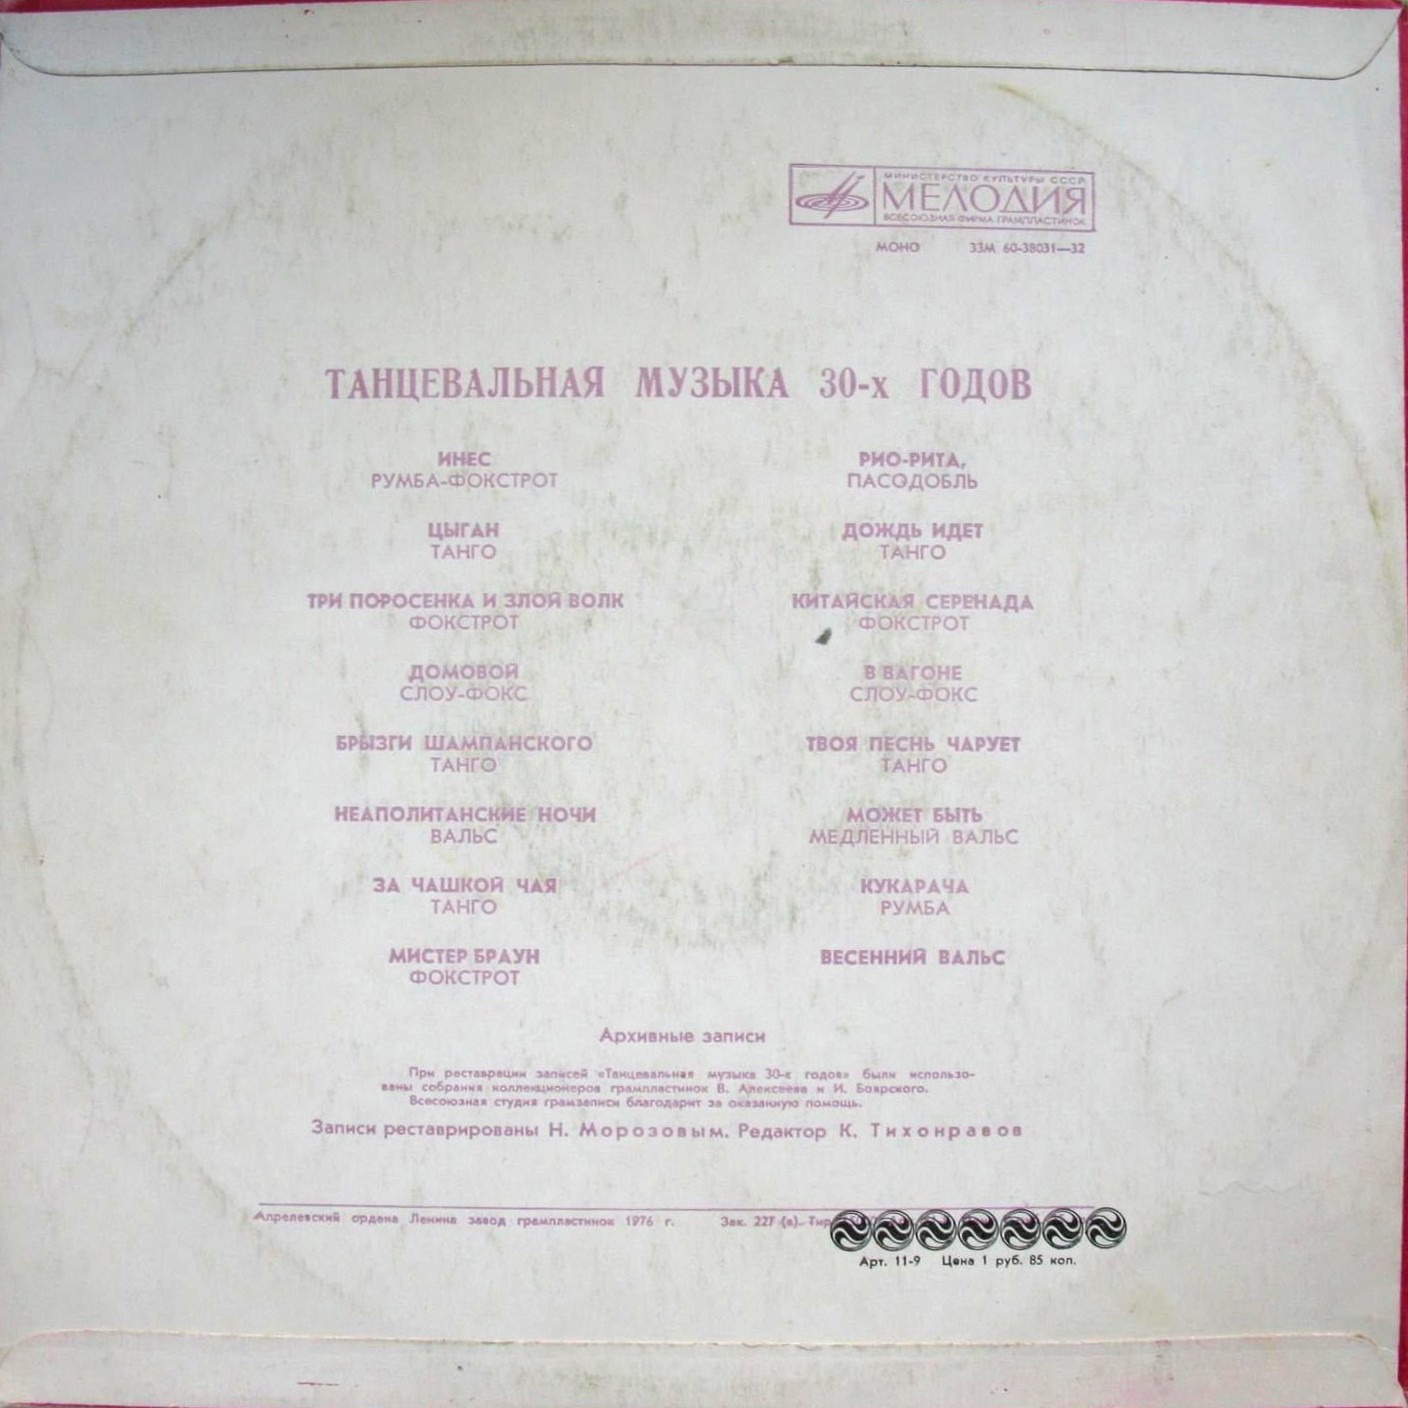 МИНИСТЕРСТВО КУЛЬТУРЫ СССР
МЕЛОДИЯ
ВСЕСОЮЗНАЯ ФИРМА ГРАМПЛАСТИНОК
МОНО 33М 60-38031—32
ТАНЦЕВАЛЬНАЯ МУЗЫКА 30-х ГОДОВ
ИНЕС
РУМБА-ФОКСТРОТ
ЦЫГАН
ТАНГО
ТРИ ПОРОСЕНКА И ЗЛОЙ ВОЛК
ФОКСТРОТ
ДОМОВОЙ
СЛОУ-ФОКС
БРЫЗГИ ШАМПАНСКОГО
ТАНГО
НЕАПОЛИТАНСКИЕ НОЧИ
ВАЛЬС
ЗА ЧАШКОЙ ЧАЯ
ТАНГО
МИСТЕР БРАУН
ФОКСТРОТ
РИО-РИТА,
ПАСОДОБЛЬ
ДОЖДЬ ИДЕТ
ТАНГО
КИТАЙСКАЯ СЕРЕНАДА
ФОКСТРОТ
В ВАГОНЕ
СЛОУ-ФОКС
ТВОЯ ПЕСНЬ ЧАРУЕТ
ТАНГО
МОЖЕТ БЫТЬ
МЕДЛЕННЫЙ ВАЛЬС
КУКАРАЧА
РУМБА
ВЕСЕННИЙ ВАЛЬС
Архивные записи
При реставрации записей «Танцевальная музыка 30-х годов» были использо-
ваны собрания коллекционеров грампластинок В. Алексеева и И. Боярского.
Всесоюзная студия грамзаписи благодарит за оказанную помощь.
Записи реставрированы Н. Морозовым. Редактор К. Тихонравов
Апрелевский ордена Ленина завод грампластинок 1976 г. Зак. 227 (а). Тир
Арт. 11-9 Цена 1 руб. 85 коп.